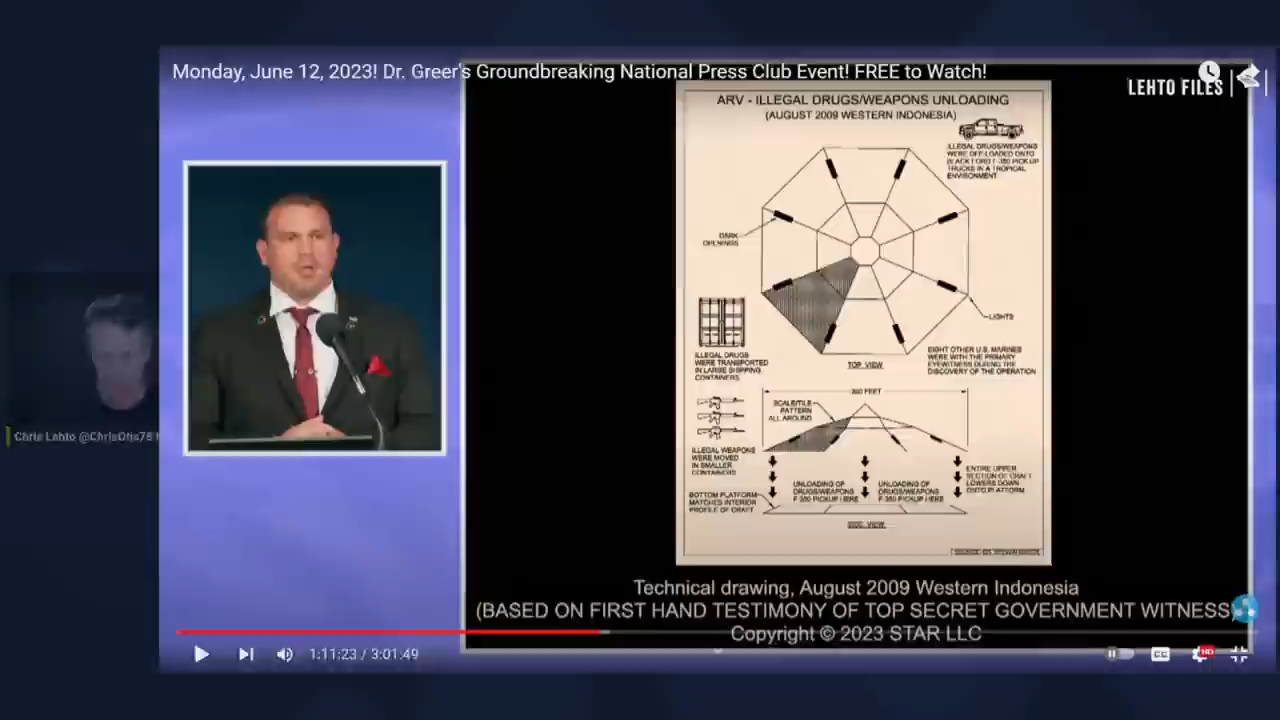 Monday, June 12, 2023! Dr. Greer's Groundbreaking National Press Club Event! FREE to Watch!
LEHTO FILES
ARV - ILLEGAL DRUGS/WEAPONS UNLOADING
(AUGUST 2009 WESTERN INDONESIA)
ILLEGAL DRUGS/WEAPONS
WERE OFF-LOADED ONTO
BLACK FORD F-350 PICK UP
TRUCKS IN A TROPICAL
ENVIRONMENT
DARK
OPENINGS
LIGHTS
ILLEGAL DRUGS
WERE TRANSPORTED
IN LARGE SHIPPING
CONTAINERS
EIGHT OTHER U.S. MARINES
WERE WITH THE PRIMARY
EYEWITNESS DURING THE
DISCOVERY OF THE OPERATION
TOP VIEW
300 FEET
SCALE/TILE
PATTERN
ALL AROUND
ILLEGAL WEAPONS
WERE MOVED
IN SMALLER
CONTAINERS
ENTIRE UPPER
SECTION OF CRAFT
LOWERS DOWN
ONTO PLATFORM
UNLOADING OF
DRUGS/WEAPONS
F 350 PICKUP HERE
UNLOADING OF
DRUGS/WEAPONS
F 350 PICKUP HERE
BOTTOM PLATFORM
MATCHES INTERIOR
PROFILE OF CRAFT
SIDE VIEW
Chris Lehto @ChrisOtis78
Technical drawing, August 2009 Western Indonesia
(BASED ON FIRST HAND TESTIMONY OF TOP SECRET GOVERNMENT WITNESS)
Copyright © 2023 STAR LLC
1:11:23 / 3:01:49
CC
HD